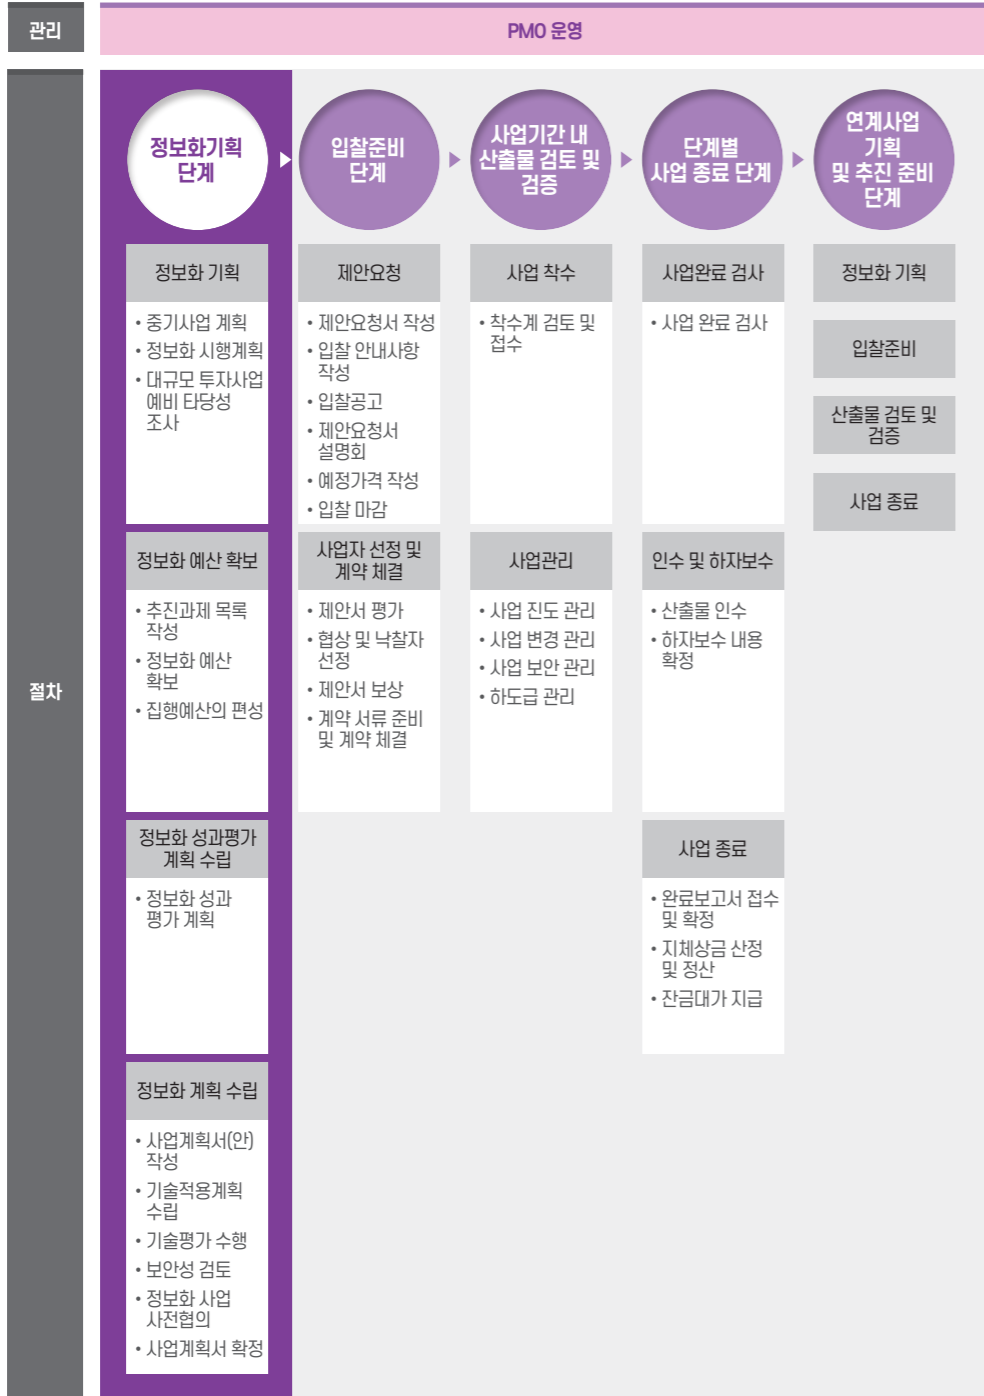 관리
PMO 운영
절차
정보화기획
단계
입찰준비
단계
사업기간 내
산출물 검토 및
검증
단계별
사업 종료 단계
연계사업
기획
및 추진 준비
단계
정보화 기획
• 중기사업 계획
• 정보화 시행계획
• 대규모 투자사업
예비 타당성
조사
정보화 예산 확보
• 추진과제 목록
작성
• 정보화 예산
확보
• 집행예산의 편성
정보화 성과평가
계획 수립
• 정보화 성과
평가 계획
정보화 계획 수립
• 사업계획서(안)
작성
• 기술적용계획
수립
• 기술평가 수행
• 보안성 검토
• 정보화 사업
사전협의
• 사업계획서 확정
제안요청
• 제안요청서 작성
• 입찰 안내사항
작성
• 입찰공고
• 제안요청서
설명회
• 예정가격 작성
• 입찰 마감
사업자 선정 및
계약 체결
• 제안서 평가
• 협상 및 낙찰자
선정
• 제안서 보상
• 계약 서류 준비
및 계약 체결
사업 착수
• 착수계 검토 및
접수
사업관리
• 사업 진도 관리
• 사업 변경 관리
• 사업 보안 관리
• 하도급 관리
사업완료 검사
• 사업 완료 검사
인수 및 하자보수
• 산출물 인수
• 하자보수 내용
확정
사업 종료
• 완료보고서 접수
및 확정
• 지체상금 산정
및 정산
• 잔금대가 지급
정보화 기획
입찰준비
산출물 검토 및
검증
사업 종료